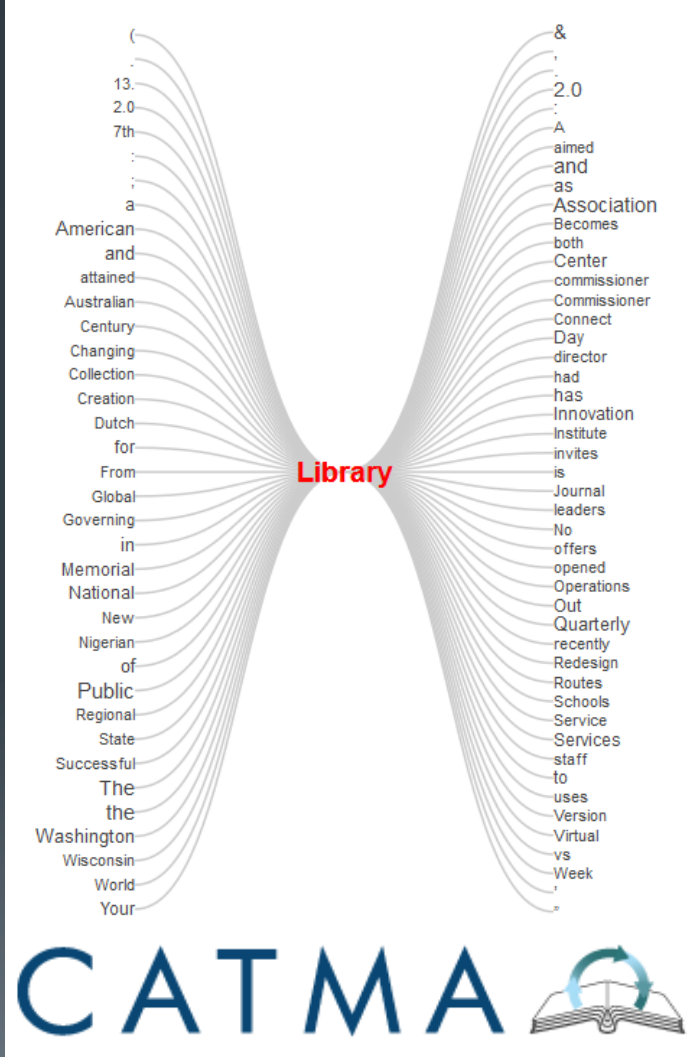 (
.
13.
2.0
7th
:
;
a
American
and
attained
Australian
Century
Changing
Collection
Creation
Dutch
for
From
Global
Governing
in
Memorial
National
New
Nigerian
of
Public
Regional
State
Successful
The
the
Washington
Wisconsin
World
Your
Library
&
,
.
2.0
:
A
aimed
and
as
Association
Becomes
both
Center
commissioner
Commissioner
Connect
Day
director
had
has
Innovation
Institute
invites
is
Journal
leaders
No
offers
opened
Operations
Out
Quarterly
recently
Redesign
Routes
Schools
Service
Services
staff
to
uses
Version
Virtual
vs
Week
’
”
CATMA